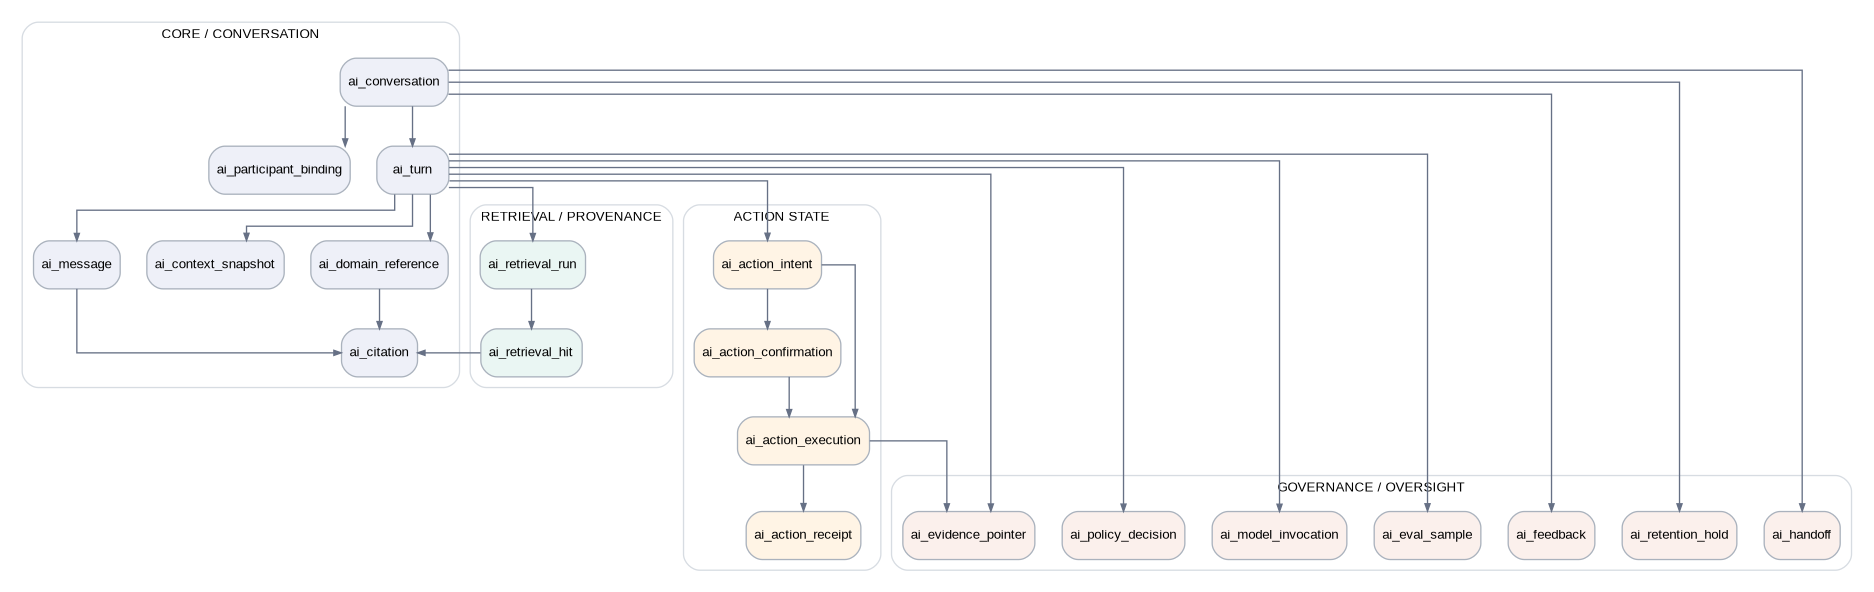 CORE / CONVERSATION
ai_conversation
ai_participant_binding
ai_turn
RETRIEVAL / PROVENANCE
ACTION STATE
ai_message
ai_context_snapshot
ai_domain_reference
ai_retrieval_run
ai_action_intent
ai_citation
ai_retrieval_hit
ai_action_confirmation
ai_action_execution
GOVERNANCE / OVERSIGHT
ai_action_receipt
ai_evidence_pointer
ai_policy_decision
ai_model_invocation
ai_eval_sample
ai_feedback
ai_retention_hold
ai_handoff